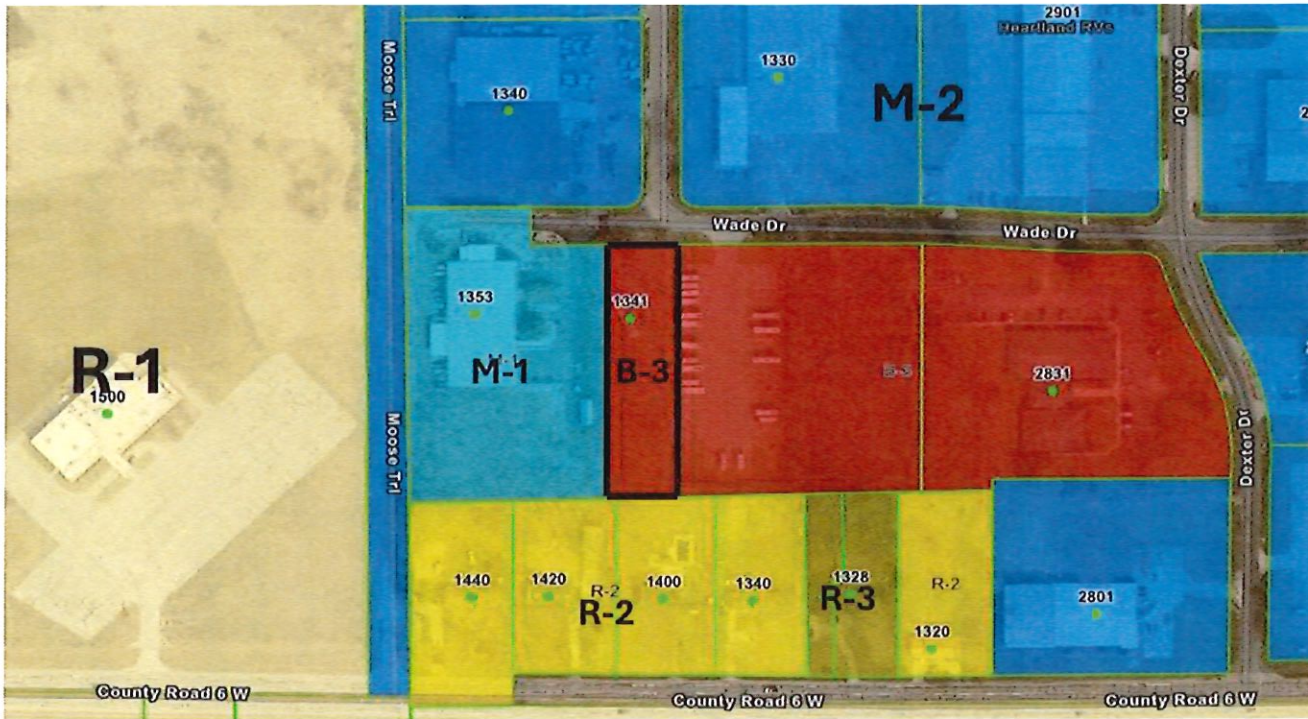 2901
Heartland RVs
Moose Trl
1340
1330
M-2
Dexter Dr
2
Wade Dr
Wade Dr
1353
1341
R-1
1500
M-1
M-1
B-3
B-3
2831
Moose Trl
Dexter Dr
1440
1420
R-2
R-2
1400
1340
1328
R-3
R-2
1320
2801
County Road 6 W
County Road 6 W
County Road 6 W